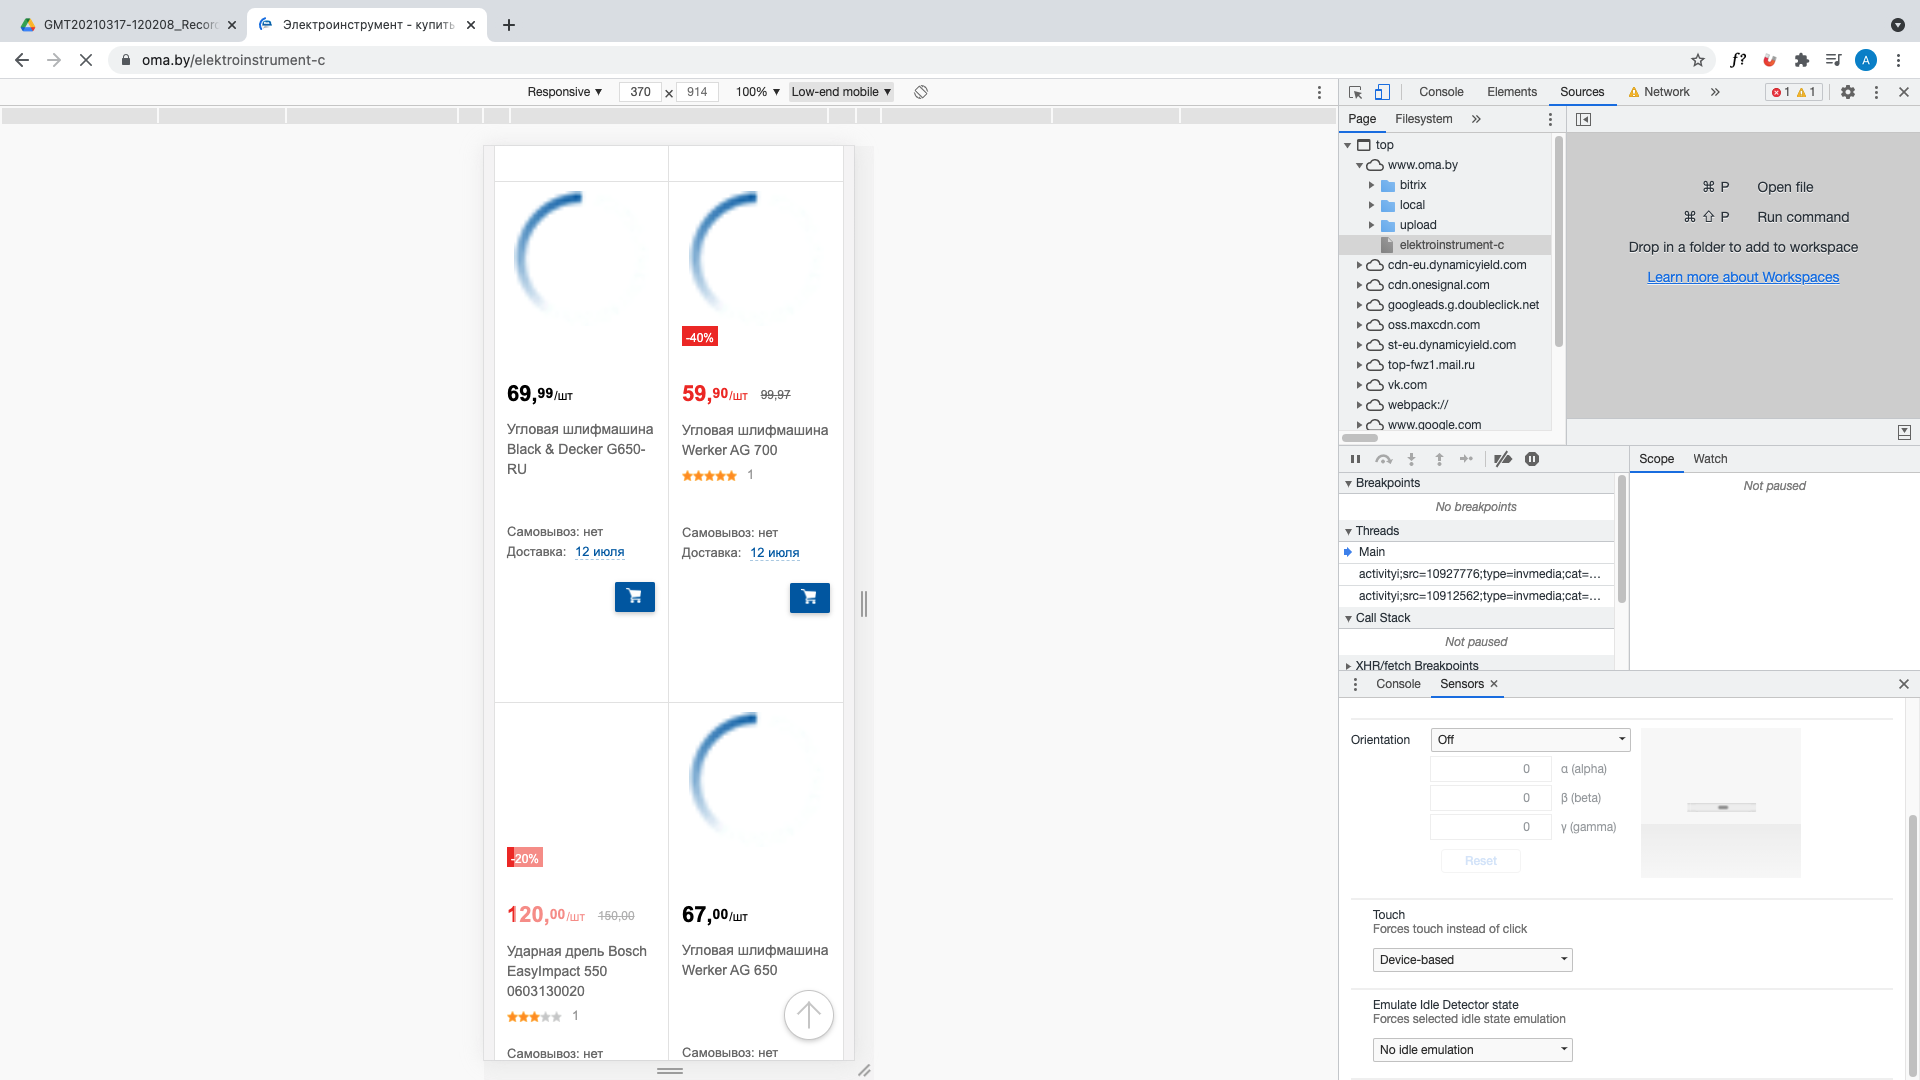 GMT20210317-120208_Recor
Электроинструмент - купить
oma.by/elektroinstrument-c
f?
A
Responsive
370
×
914
100%
Low-end mobile
69,99/шт
Угловая шлифмашина
Black & Decker G650-
RU
Самовывоз: нет
Доставка: 12 июля
-40%
59,90/шт 99,97
Угловая шлифмашина
Werker AG 700
1
Самовывоз: нет
Доставка: 12 июля
-20%
120,00/шт 150,00
Ударная дрель Bosch
EasyImpact 550
0603130020
1
Самовывоз: нет
67,00/шт
Угловая шлифмашина
Werker AG 650
Самовывоз: нет
Console
Elements
Sources
Network
1
1
Page
Filesystem
top
www.oma.by
bitrix
local
upload
elektroinstrument-c
cdn-eu.dynamicyield.com
cdn.onesignal.com
googleads.g.doubleclick.net
oss.maxcdn.com
st-eu.dynamicyield.com
top-fwz1.mail.ru
vk.com
webpack://
www.google.com
⌘ P Open file
⌘ ⇧ P Run command
Drop in a folder to add to workspace
Learn more about Workspaces
Breakpoints
No breakpoints
Threads
Main
activityi;src=10927776;type=invmedia;cat=…
activityi;src=10912562;type=invmedia;cat=…
Call Stack
Not paused
XHR/fetch Breakpoints
Scope
Watch
Not paused
Console
Sensors
Orientation
Off
0 α (alpha)
0 β (beta)
0 γ (gamma)
Reset
Touch
Forces touch instead of click
Device-based
Emulate Idle Detector state
Forces selected idle state emulation
No idle emulation